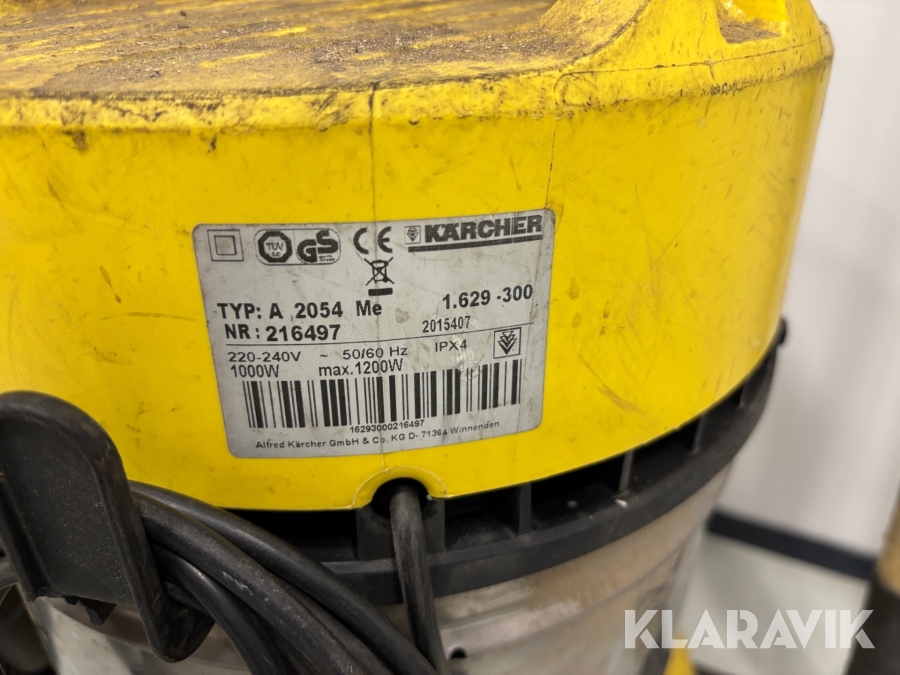 TÜV
GS
CE
KÄRCHER
TYP: A 2054 Me 1.629 -300
NR: 216497 2015407
220-240V ~ 50/60 Hz IPX4
1000W max.1200W
16293000216497
Alfred Kärcher GmbH & Co. KG D- 71364 Winnenden
KLARAVIK